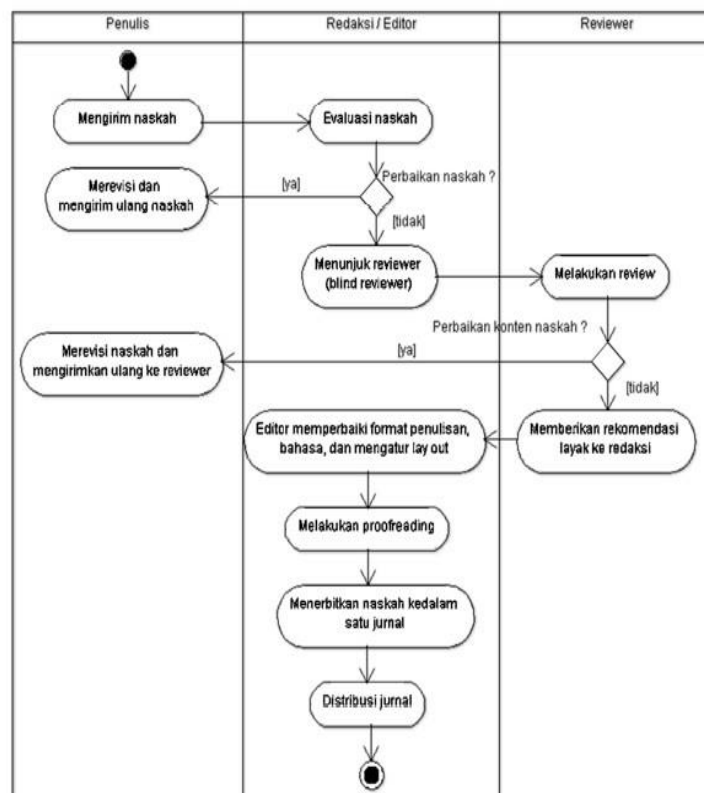 Penulis
Redaksi / Editor
Reviewer
Mengirim naskah
Evaluasi naskah
Perbaikan naskah ?
[ya]
Merevisi dan
mengirim ulang naskah
[tidak]
Menunjuk reviewer
(blind reviewer)
Melakukan review
Perbaikan konten naskah ?
[ya]
Merevisi naskah dan
mengirimkan ulang ke reviewer
[tidak]
Memberikan rekomendasi
layak ke redaksi
Editor memperbaiki format penulisan,
bahasa, dan mengatur lay out
Melakukan proofreading
Menerbitkan naskah kedalam
satu jurnal
Distribusi jurnal